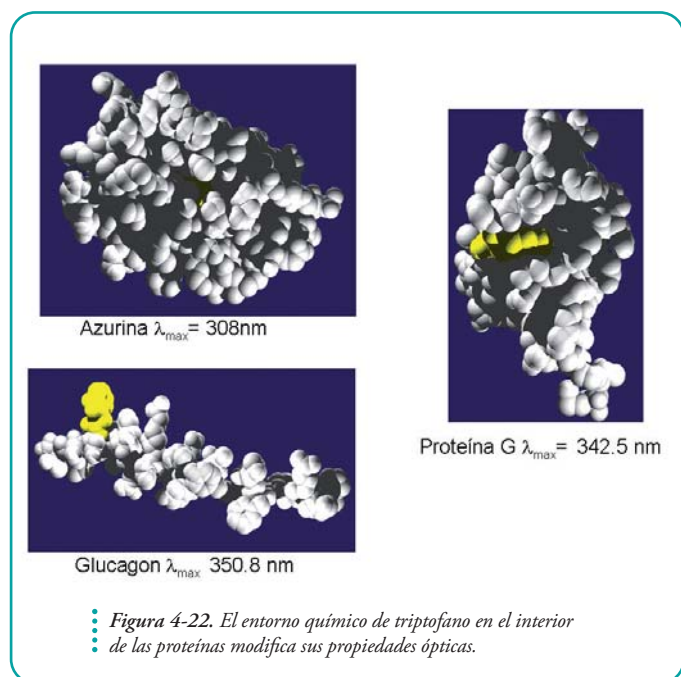 Azurina λmax= 308nm
Proteína G λmax= 342.5 nm
Glucagon λmax 350.8 nm
Figura 4-22. El entorno químico de triptofano en el interior
de las proteínas modifica sus propiedades ópticas.